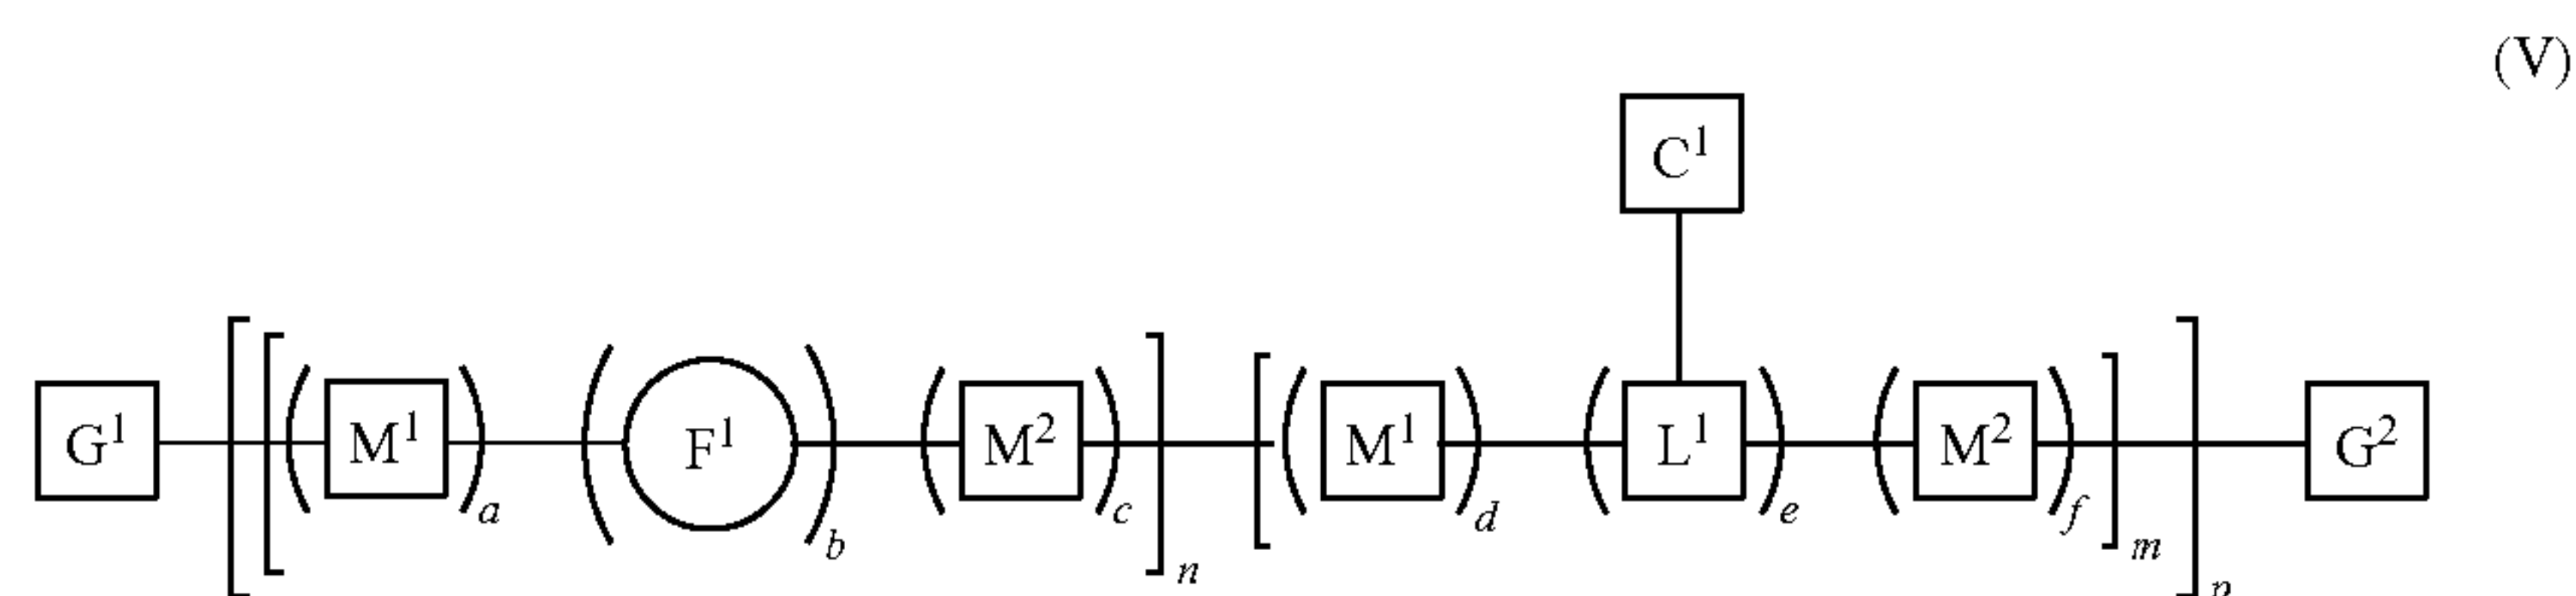 (V)
C¹
G¹ [ [ ( M¹ )a ( F¹ )b ( M² )c ]n [ ( M¹ )d ( L¹ )e ( M² )f ]m ]p G²